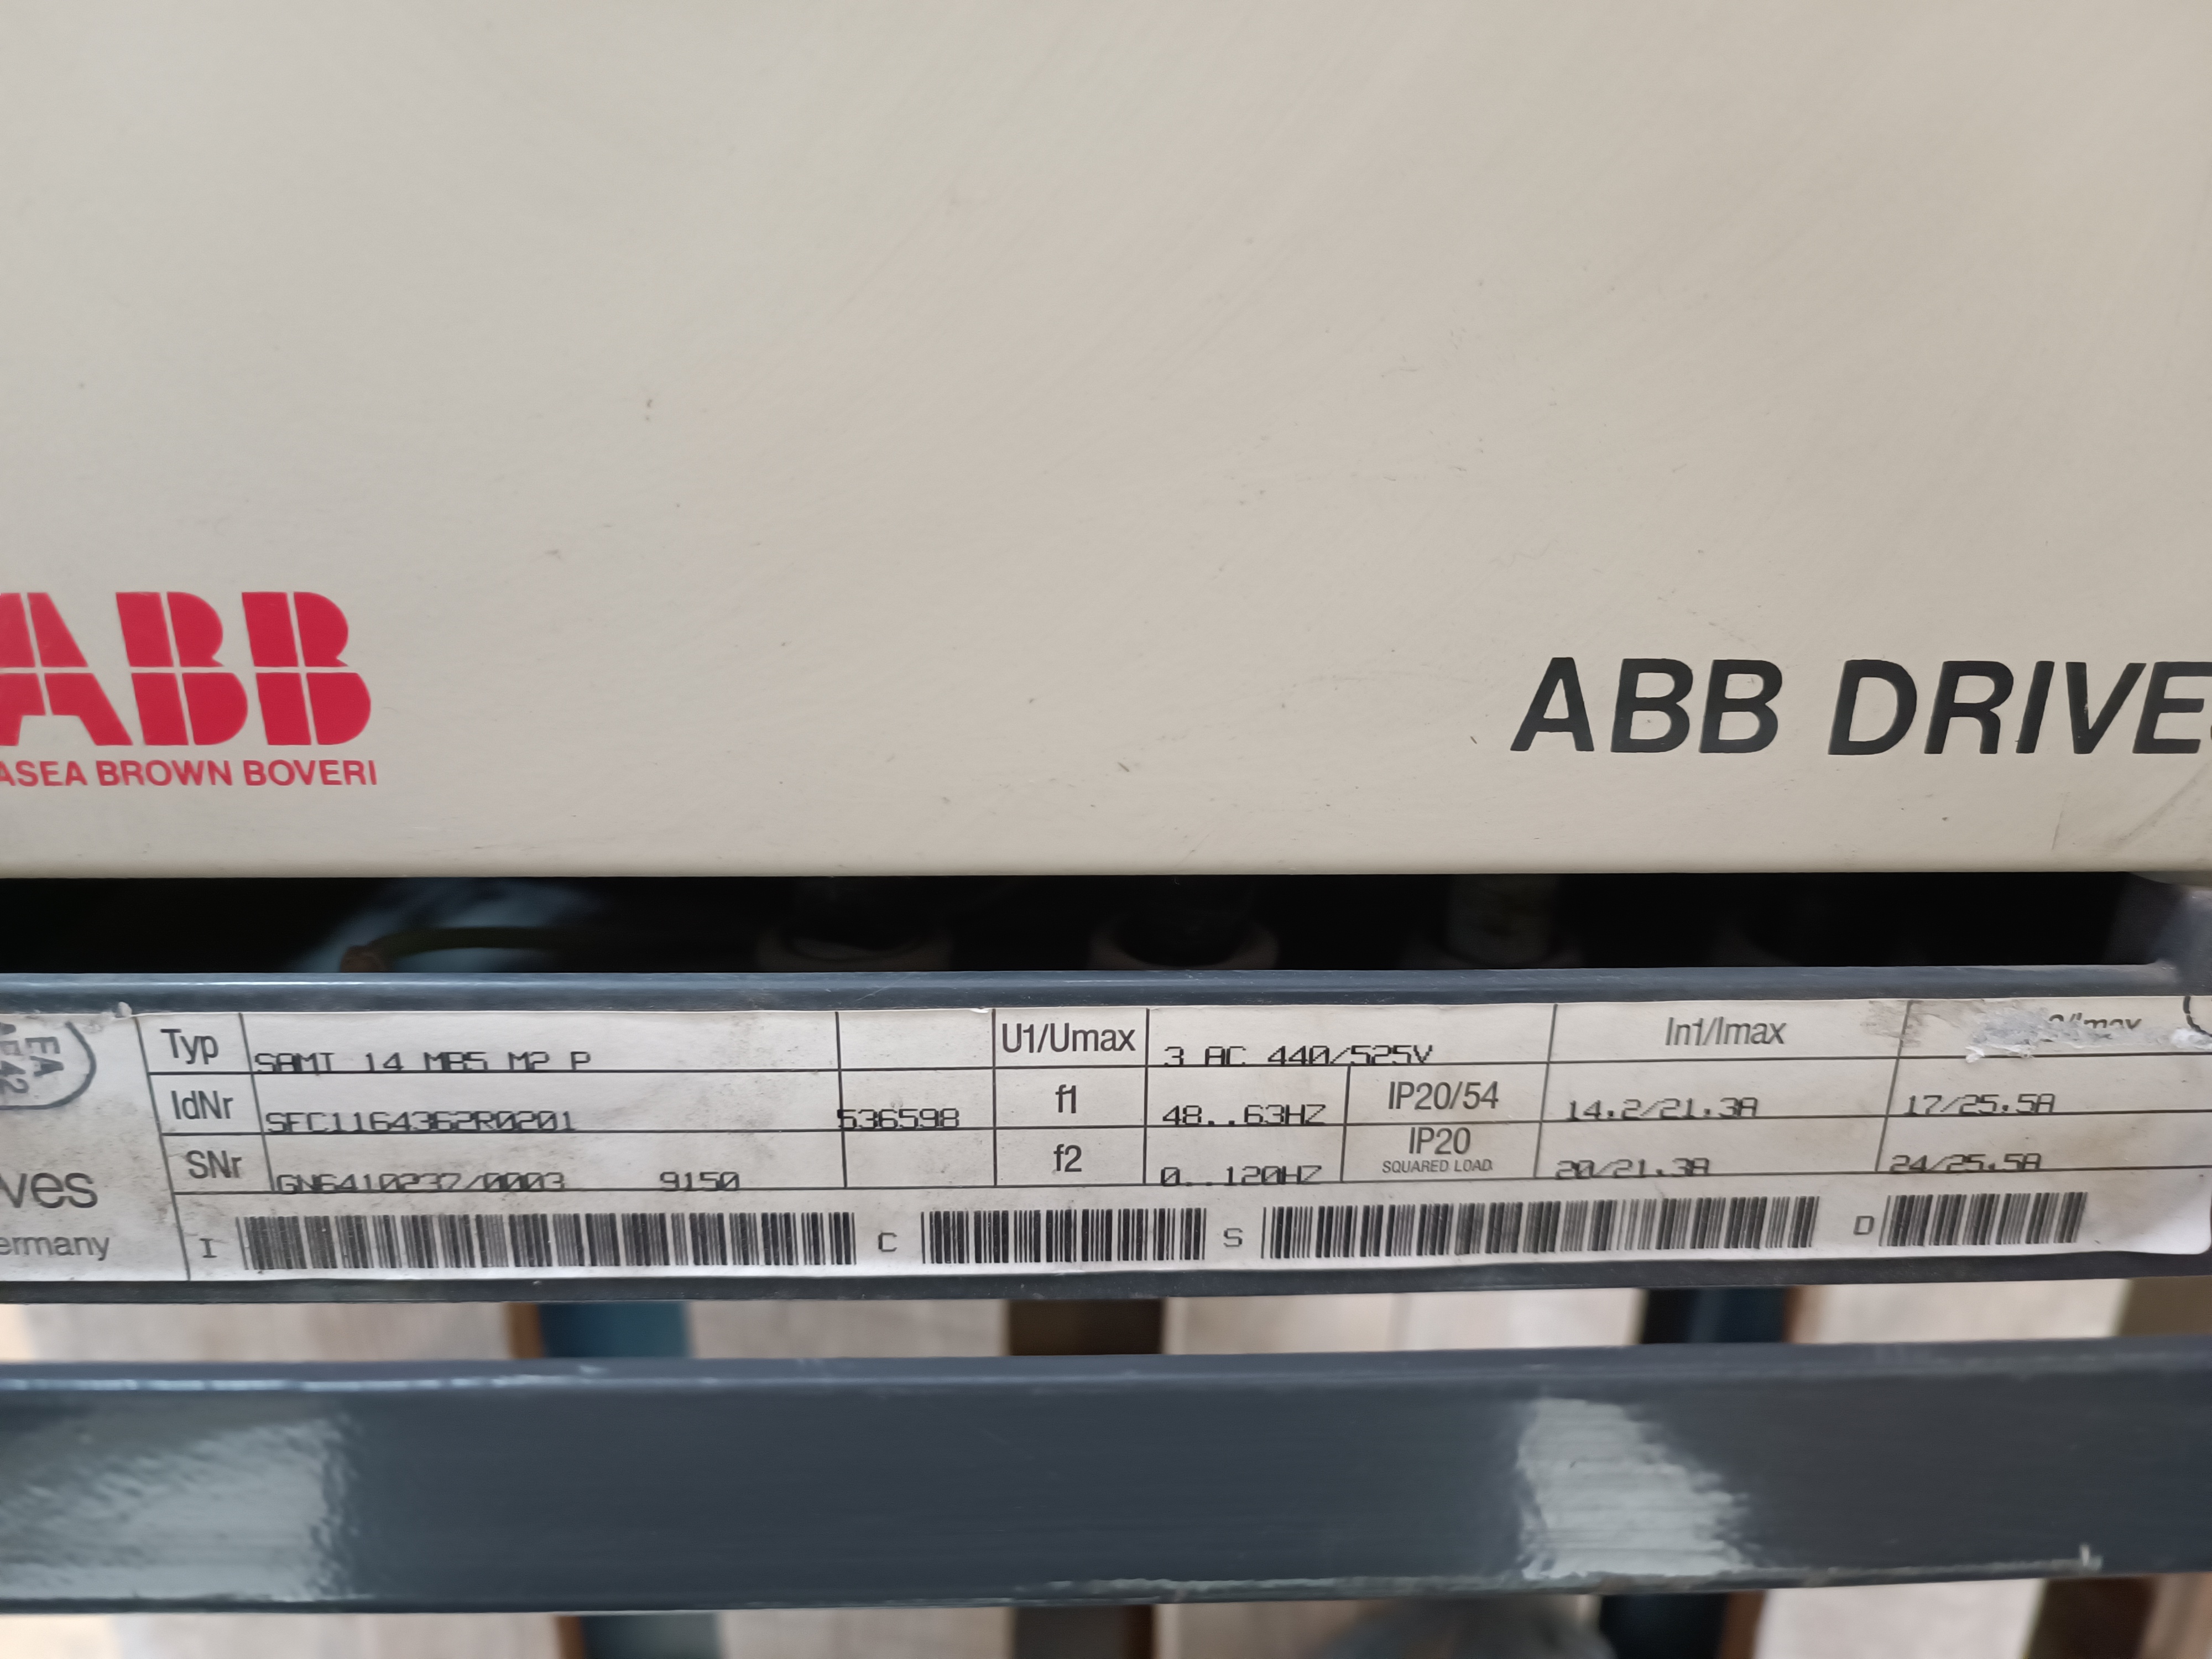 ABB
ASEA BROWN BOVERI
ABB DRIVE
Typ SAMI 14 MB5 M2 P U1/Umax 3 AC 440/525V In1/Imax
IdNr SFC1164362R0201 536598 f1 48..63HZ IP20/54 14.2/21.3A 17/25.5A
SNr GN6410237/0003 9150 f2 0..120HZ IP20 SQUARED LOAD 20/21.3A 24/25.5A
I C S D
ves
ermany